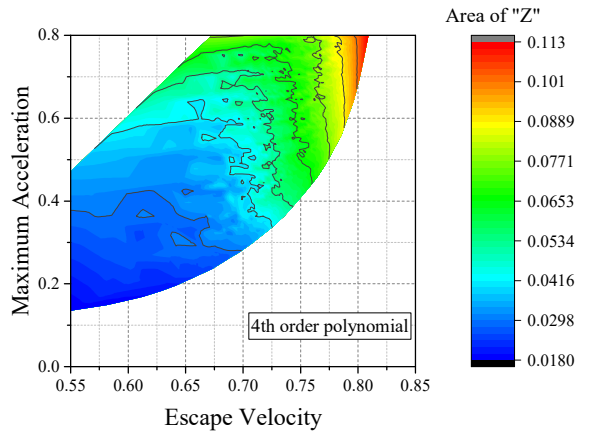 Area of "Z"
0.8
0.6
0.4
0.2
0.0
Maximum Acceleration
4th order polynomial
0.55 0.60 0.65 0.70 0.75 0.80 0.85
Escape Velocity
0.113
0.101
0.0889
0.0771
0.0653
0.0534
0.0416
0.0298
0.0180